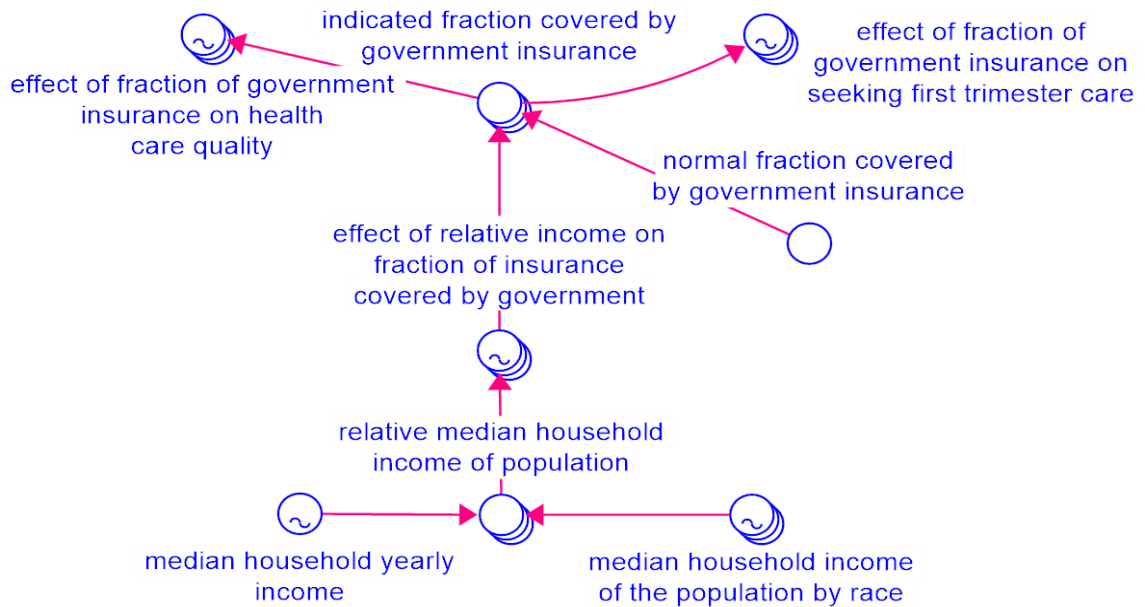 indicated fraction covered by
government insurance
effect of fraction of
government insurance on
seeking first trimester care
effect of fraction of government
insurance on health
care quality
normal fraction covered
by government insurance
effect of relative income on
fraction of insurance
covered by government
relative median household
income of population
median household yearly
income
median household income
of the population by race